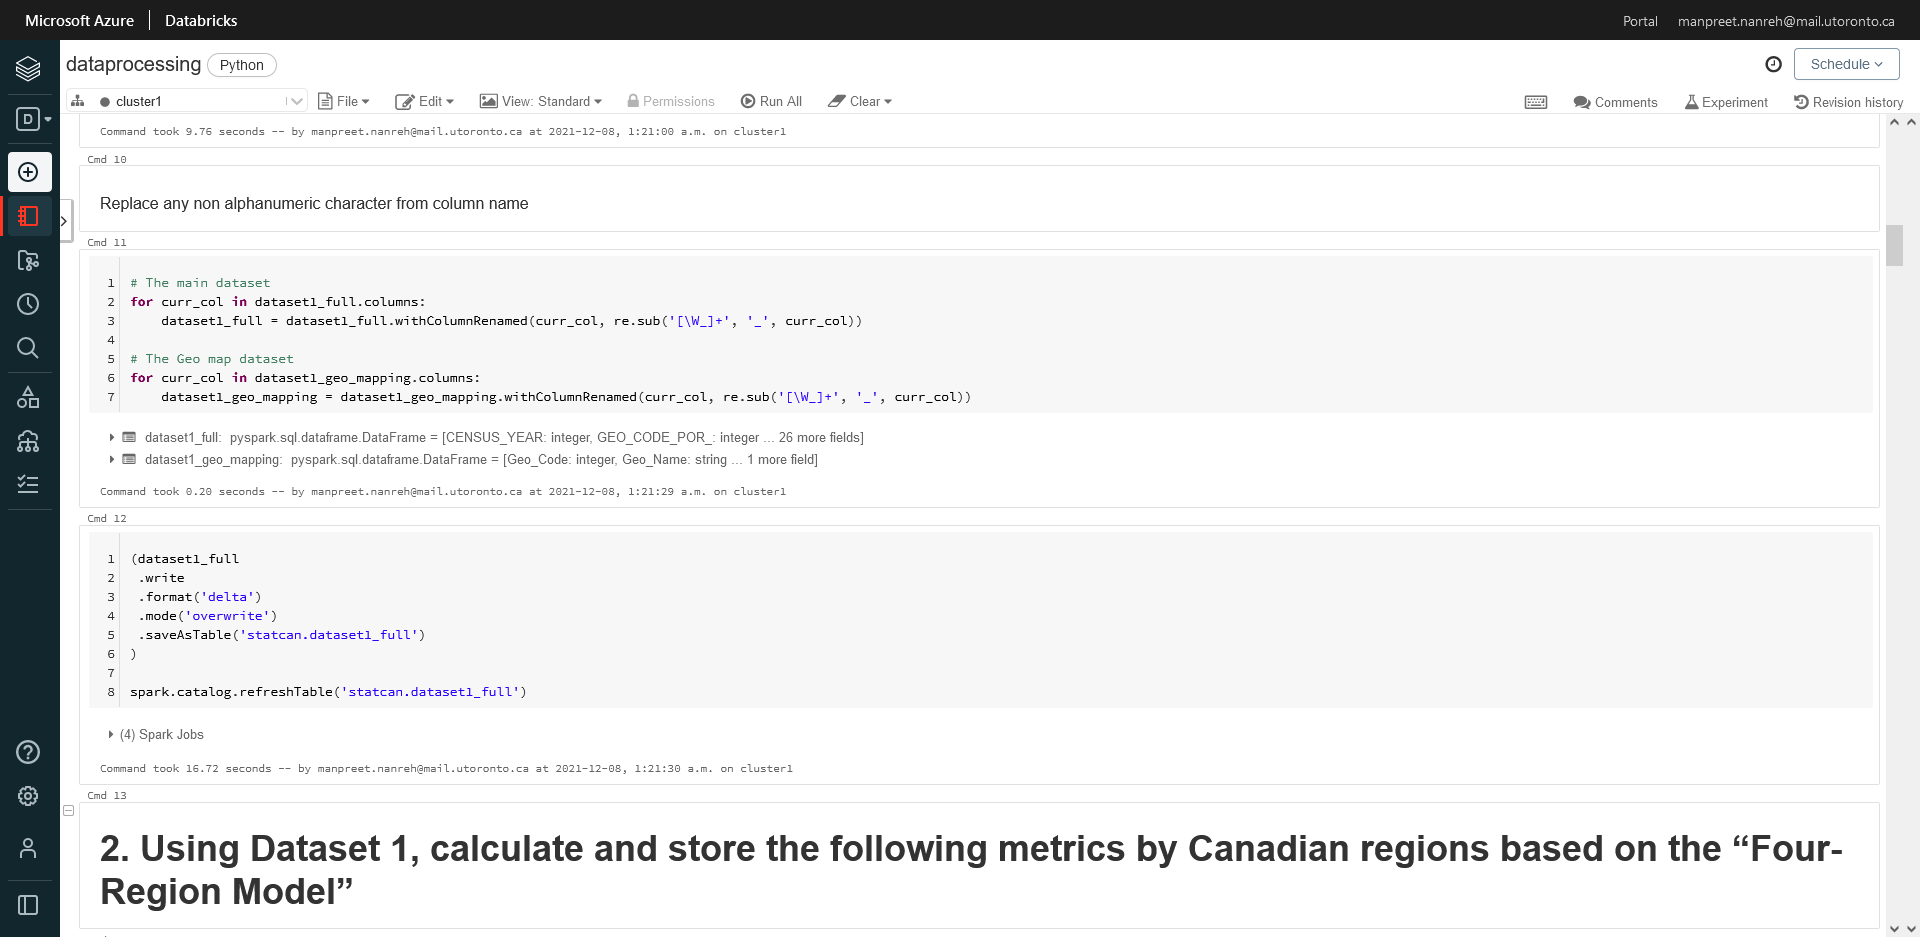 Microsoft Azure | Databricks
Portal manpreet.nanreh@mail.utoronto.ca
dataprocessing Python
Schedule
D
cluster1 File Edit View: Standard Permissions Run All Clear
Comments Experiment Revision history
Command took 9.76 seconds -- by manpreet.nanreh@mail.utoronto.ca at 2021-12-08, 1:21:00 a.m. on cluster1
Cmd 10
Replace any non alphanumeric character from column name
Cmd 11
1 # The main dataset
2 for curr_col in dataset1_full.columns:
3     dataset1_full = dataset1_full.withColumnRenamed(curr_col, re.sub('[\W_]+', '_', curr_col))
4
5 # The Geo map dataset
6 for curr_col in dataset1_geo_mapping.columns:
7     dataset1_geo_mapping = dataset1_geo_mapping.withColumnRenamed(curr_col, re.sub('[\W_]+', '_', curr_col))
dataset1_full: pyspark.sql.dataframe.DataFrame = [CENSUS_YEAR: integer, GEO_CODE_POR_: integer ... 26 more fields]
dataset1_geo_mapping: pyspark.sql.dataframe.DataFrame = [Geo_Code: integer, Geo_Name: string ... 1 more field]
Command took 0.20 seconds -- by manpreet.nanreh@mail.utoronto.ca at 2021-12-08, 1:21:29 a.m. on cluster1
Cmd 12
1 (dataset1_full
2  .write
3  .format('delta')
4  .mode('overwrite')
5  .saveAsTable('statcan.dataset1_full')
6 )
7
8 spark.catalog.refreshTable('statcan.dataset1_full')
(4) Spark Jobs
Command took 16.72 seconds -- by manpreet.nanreh@mail.utoronto.ca at 2021-12-08, 1:21:30 a.m. on cluster1
Cmd 13
2. Using Dataset 1, calculate and store the following metrics by Canadian regions based on the “Four-
Region Model”